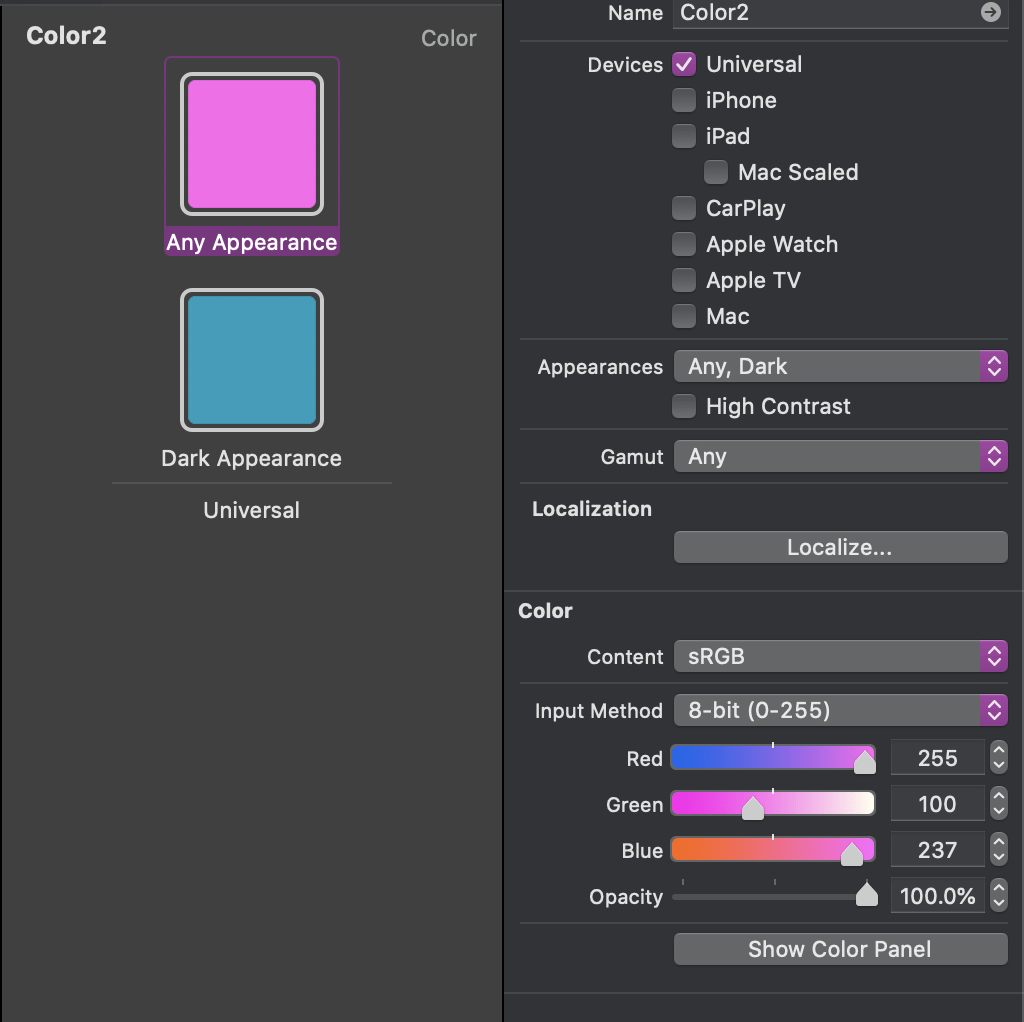 Color2
Color
Any Appearance
Dark Appearance
Universal
Name Color2
Devices Universal
iPhone
iPad
Mac Scaled
CarPlay
Apple Watch
Apple TV
Mac
Appearances Any, Dark
High Contrast
Gamut Any
Localization
Localize...
Color
Content sRGB
Input Method 8-bit (0-255)
Red 255
Green 100
Blue 237
Opacity 100.0%
Show Color Panel